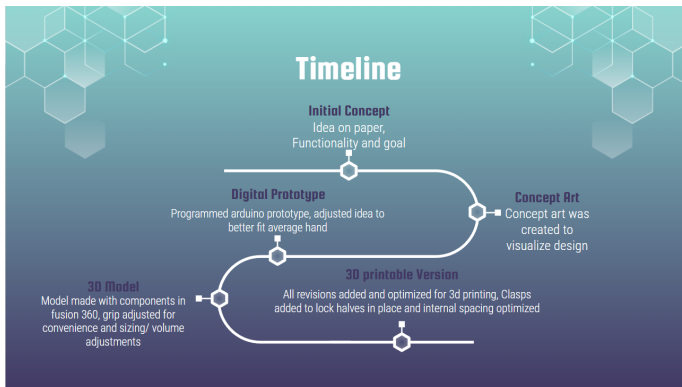 Timeline
Initial Concept
Idea on paper,
Functionality and goal
Concept Art
Concept art was
created to
visualize design
Digital Prototype
Programmed arduino prototype, adjusted idea to
better fit average hand
3D Model
Model made with components in
fusion 360, grip adjusted for
convenience and sizing/ volume
adjustments
3D printable Version
All revisions added and optimized for 3d printing, Clasps
added to lock halves in place and internal spacing optimized